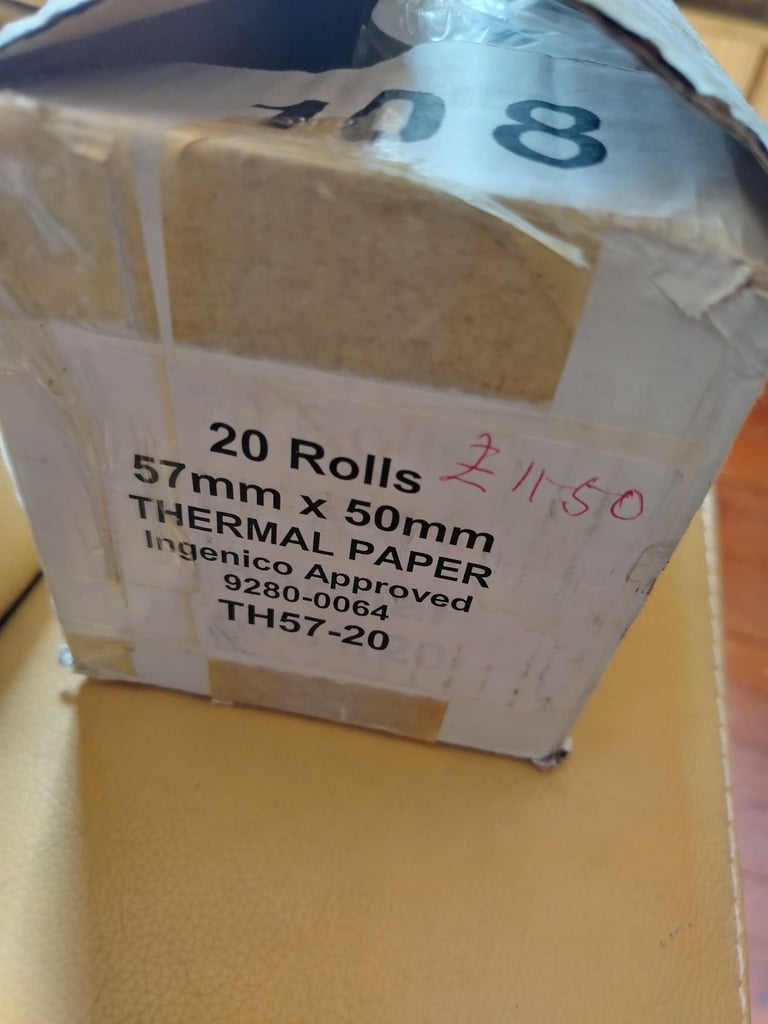 108
20 Rolls £11-50
57mm x 50mm
THERMAL PAPER
Ingenico Approved
9280-0064
TH57-20